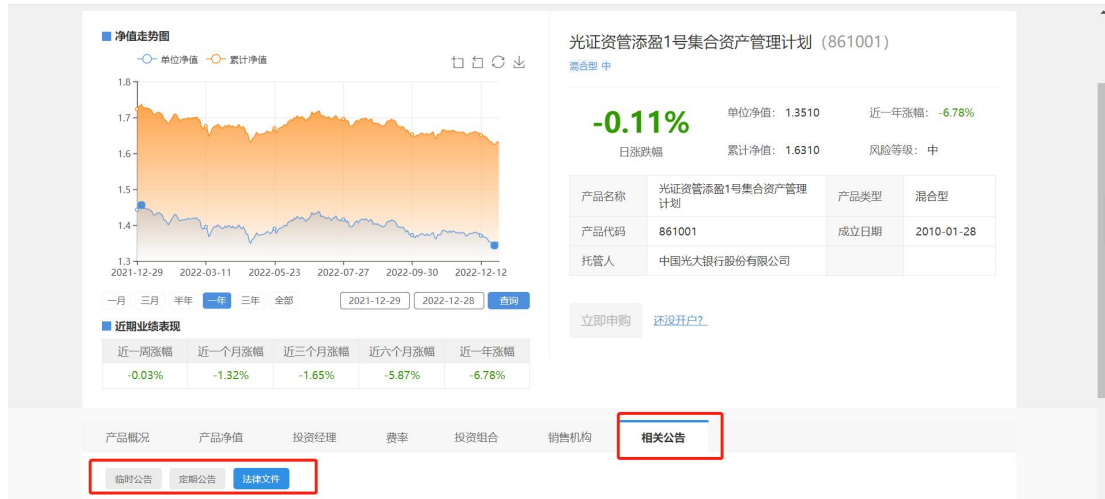 净值走势图
单位净值 累计净值
1.8
1.7
1.6
1.5
1.4
1.3
2021-12-29 2022-03-11 2022-05-23 2022-07-27 2022-09-30 2022-12-12
一月 三月 半年 一年 三年 全部 2021-12-29 2022-12-28 查询
近期业绩表现
近一周涨幅 近一个月涨幅 近三个月涨幅 近六个月涨幅 近一年涨幅
-0.03% -1.32% -1.65% -5.87% -6.78%
光证资管添盈1号集合资产管理计划 (861001)
混合型 中
-0.11%
日涨跌幅
单位净值： 1.3510 近一年涨幅： -6.78%
累计净值： 1.6310 风险等级： 中
产品名称 光证资管添盈1号集合资产管理
计划 产品类型 混合型
产品代码 861001 成立日期 2010-01-28
托管人 中国光大银行股份有限公司
立即申购 还没开户？
产品概况 产品净值 投资经理 费率 投资组合 销售机构 相关公告
临时公告 定期公告 法律文件